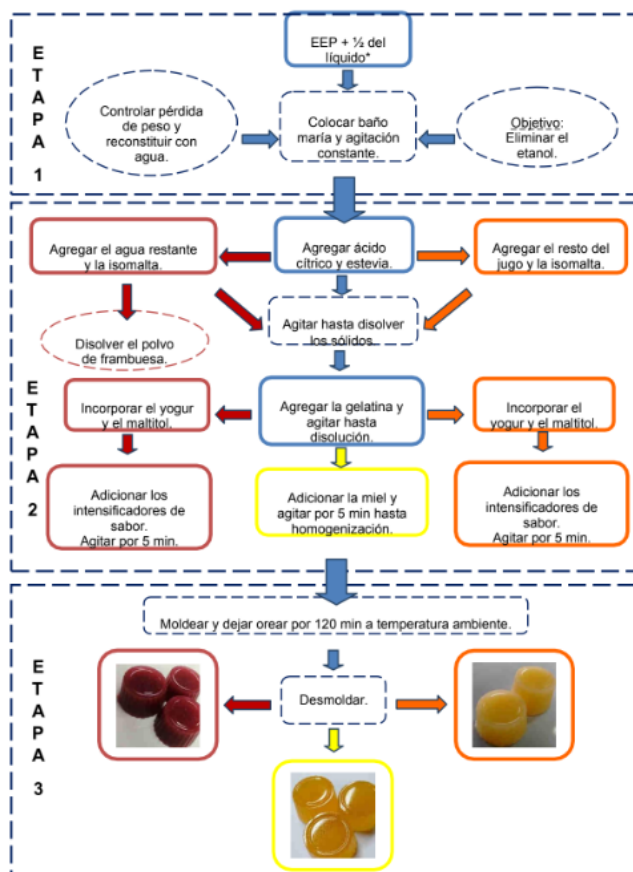 ETAPA 1
EEP + ½ del
líquido*
Controlar pérdida
de peso y
reconstituir con
agua.
Colocar baño
maría y agitación
constante.
Objetivo:
Eliminar el
etanol.
ETAPA 2
Agregar el agua restante
y la isomalta.
Agregar ácido
cítrico y estevia.
Agregar el resto del
jugo y la isomalta.
Disolver el polvo
de frambuesa.
Agitar hasta disolver
los sólidos.
Incorporar el yogur
y el maltitol.
Agregar la gelatina y
agitar hasta
disolución.
Incorporar el
yogur y el maltitol.
Adicionar los
intensificadores de
sabor.
Agitar por 5 min.
Adicionar la miel y
agitar por 5 min hasta
homogenización.
Adicionar los
intensificadores de
sabor.
Agitar por 5 min.
ETAPA 3
Moldear y dejar orear por 120 min a temperatura ambiente.
Desmoldar.